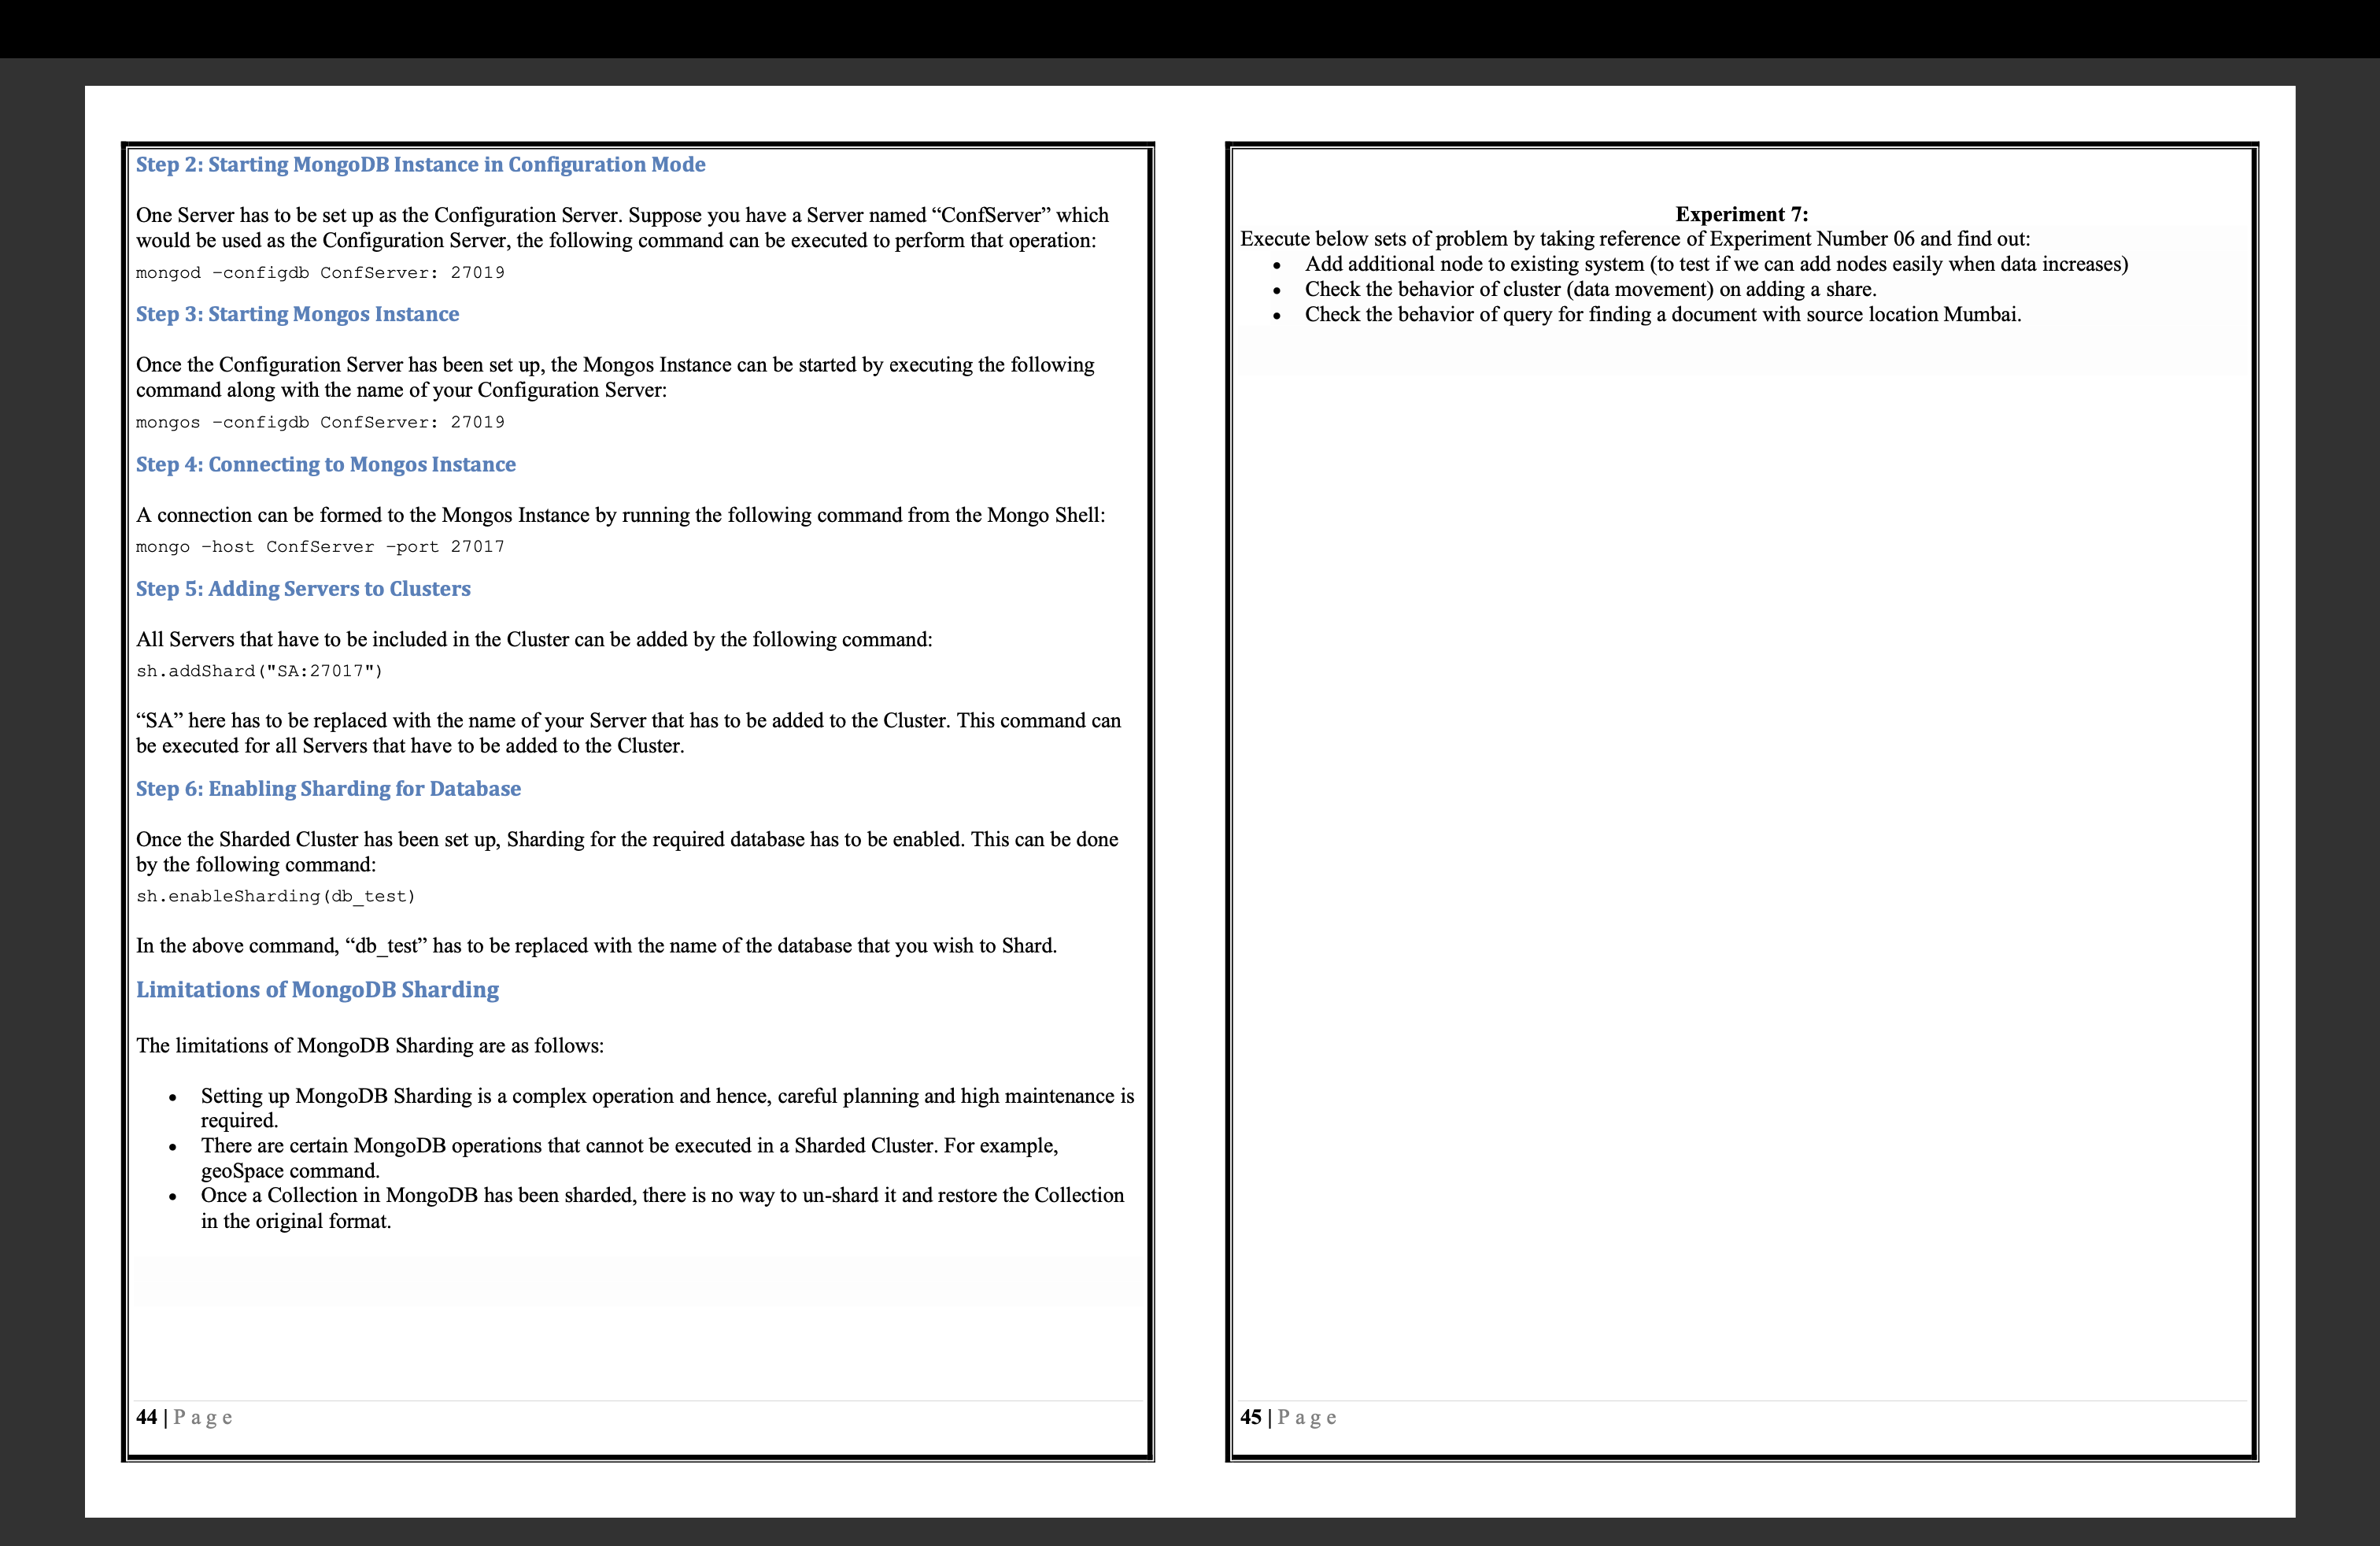 Step 2: Starting MongoDB Instance in Configuration Mode
One Server has to be set up as the Configuration Server. Suppose you have a Server named “ConfServer” which
would be used as the Configuration Server, the following command can be executed to perform that operation:
mongod –configdb ConfServer: 27019
Step 3: Starting Mongos Instance
Once the Configuration Server has been set up, the Mongos Instance can be started by executing the following
command along with the name of your Configuration Server:
mongos –configdb ConfServer: 27019
Step 4: Connecting to Mongos Instance
A connection can be formed to the Mongos Instance by running the following command from the Mongo Shell:
mongo –host ConfServer –port 27017
Step 5: Adding Servers to Clusters
All Servers that have to be included in the Cluster can be added by the following command:
sh.addShard("SA:27017")
“SA” here has to be replaced with the name of your Server that has to be added to the Cluster. This command can
be executed for all Servers that have to be added to the Cluster.
Step 6: Enabling Sharding for Database
Once the Sharded Cluster has been set up, Sharding for the required database has to be enabled. This can be done
by the following command:
sh.enableSharding(db_test)
In the above command, “db_test” has to be replaced with the name of the database that you wish to Shard.
Limitations of MongoDB Sharding
The limitations of MongoDB Sharding are as follows:
• Setting up MongoDB Sharding is a complex operation and hence, careful planning and high maintenance is
required.
• There are certain MongoDB operations that cannot be executed in a Sharded Cluster. For example,
geoSpace command.
• Once a Collection in MongoDB has been sharded, there is no way to un-shard it and restore the Collection
in the original format.
44 | P a g e
Experiment 7:
Execute below sets of problem by taking reference of Experiment Number 06 and find out:
• Add additional node to existing system (to test if we can add nodes easily when data increases)
• Check the behavior of cluster (data movement) on adding a share.
• Check the behavior of query for finding a document with source location Mumbai.
45 | P a g e